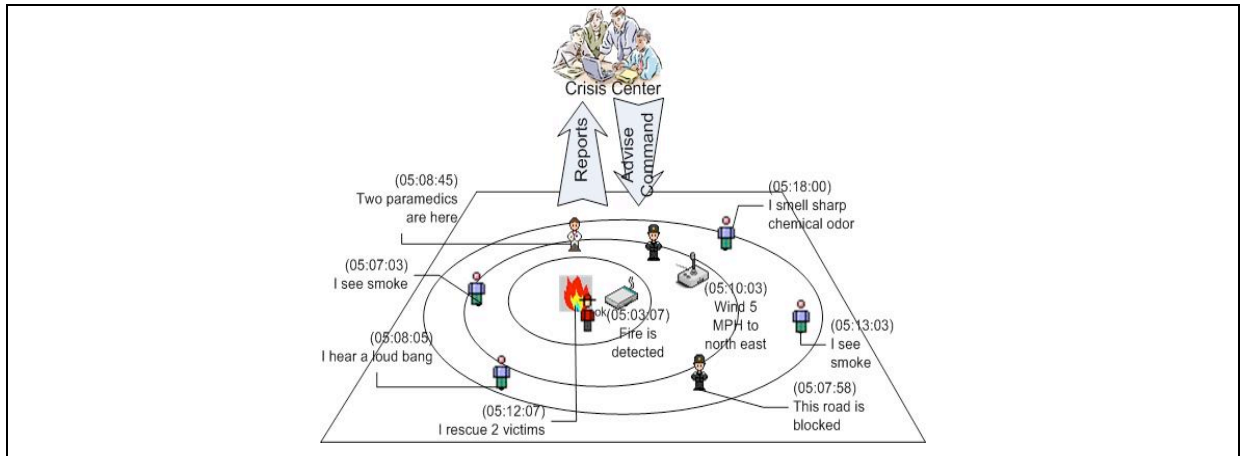 Crisis Center
Reports
Advise
Command
(05:08:45)
Two paramedics
are here
(05:18:00)
I smell sharp
chemical odor
(05:07:03)
I see smoke
(05:10:03)
Wind 5
MPH to
north east
(05:03:07)
Fire is
detected
(05:13:03)
I see
smoke
(05:08:05)
I hear a loud bang
(05:12:07)
I rescue 2 victims
(05:07:58)
This road is
blocked